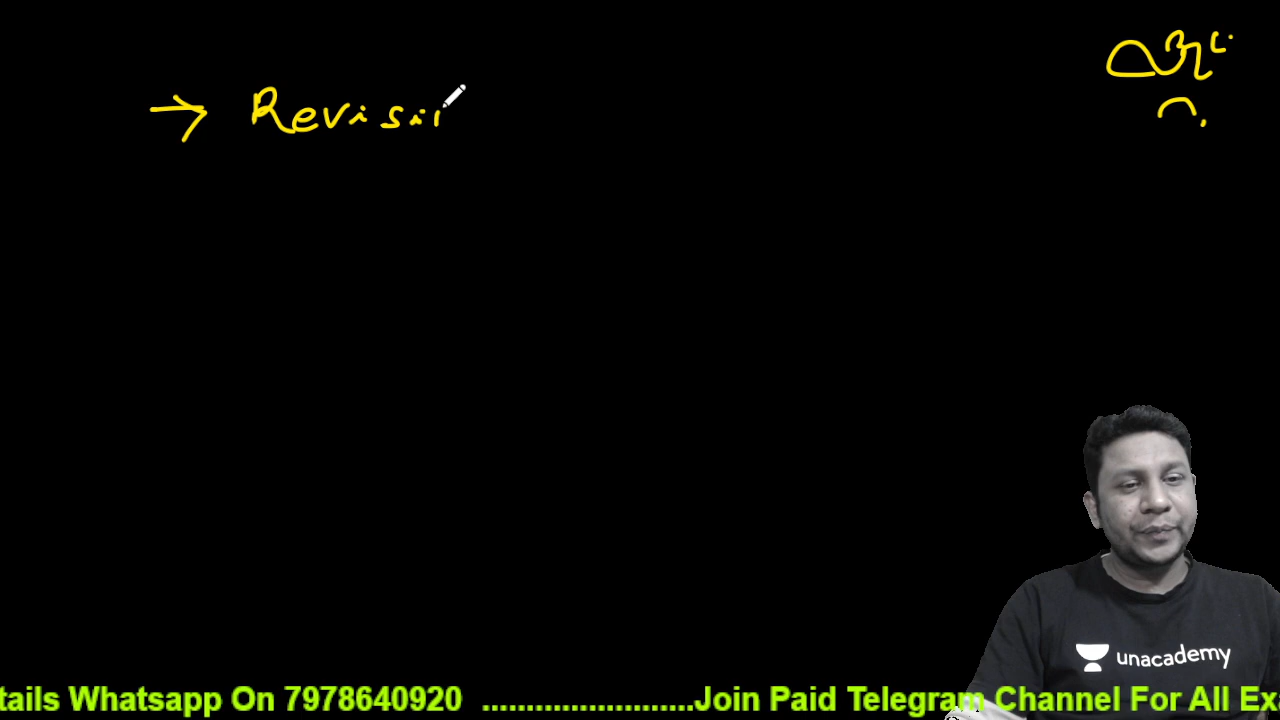 → Revisi
unacademy
tails Whatsapp On 7978640920 ........................Join Paid Telegram Channel For All Ex